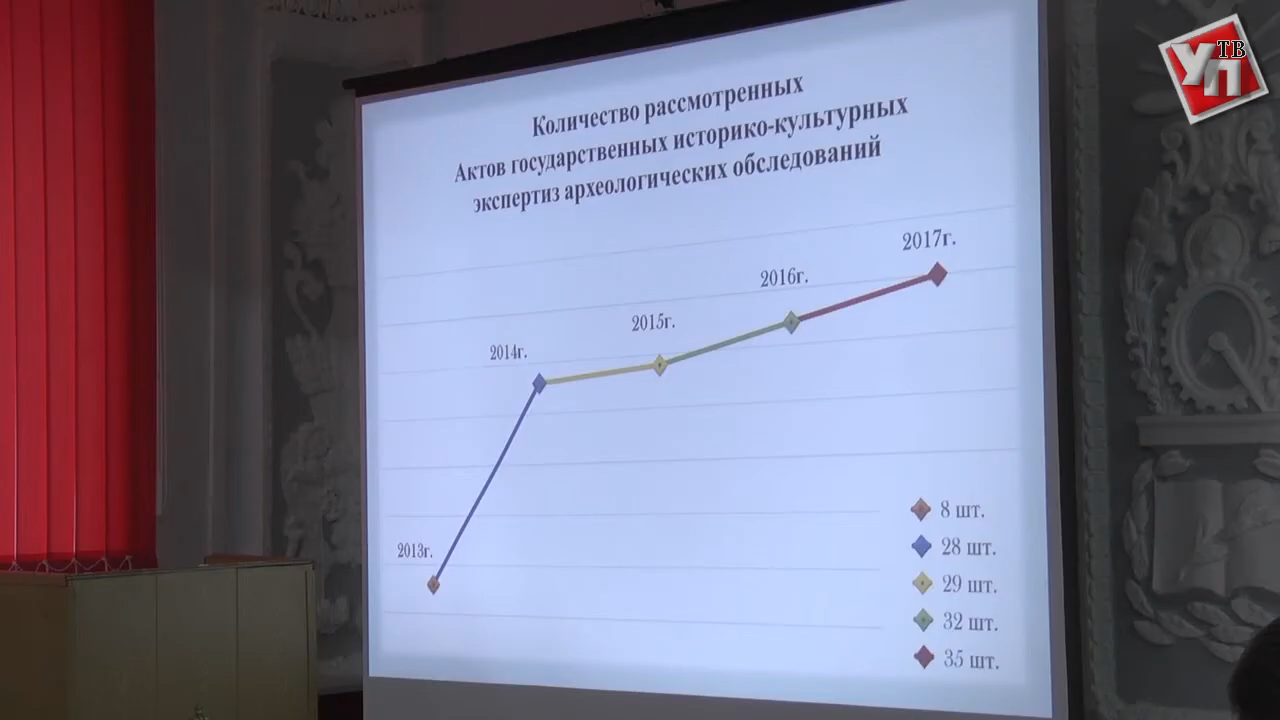 УП
ТВ
Количество рассмотренных
Актов государственных историко-культурных
экспертиз археологических обследований
2017г.
2016г.
2015г.
2014г.
2013г.
8 шт.
28 шт.
29 шт.
32 шт.
35 шт.